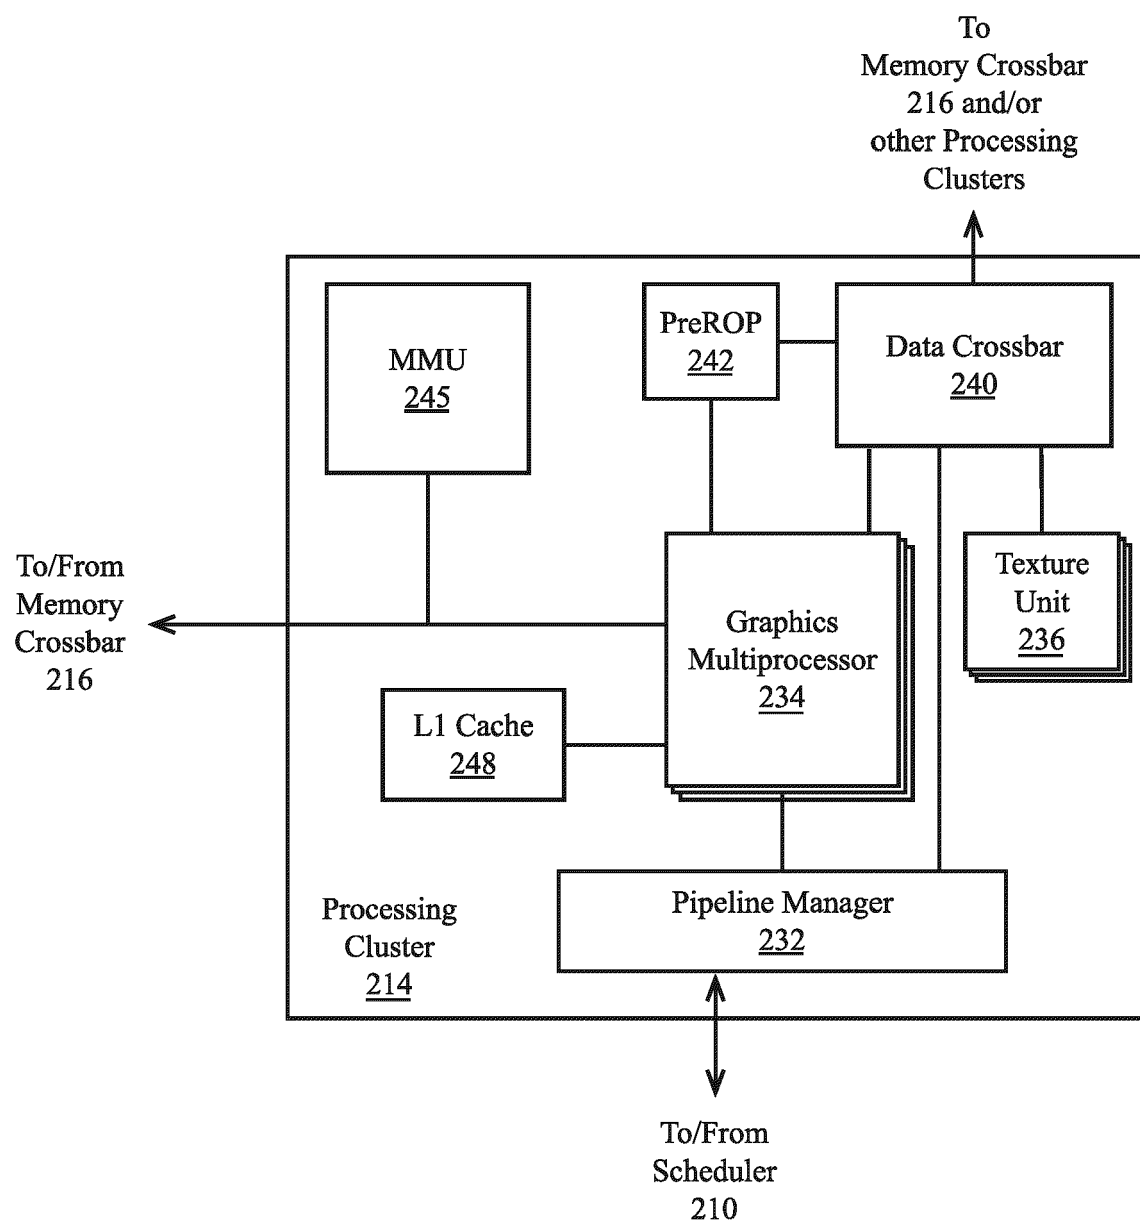 To
Memory Crossbar
216 and/or
other Processing
Clusters
MMU
245
PreROP
242
Data Crossbar
240
To/From
Memory
Crossbar
216
Graphics
Multiprocessor
234
Texture
Unit
236
L1 Cache
248
Processing
Cluster
214
Pipeline Manager
232
To/From
Scheduler
210